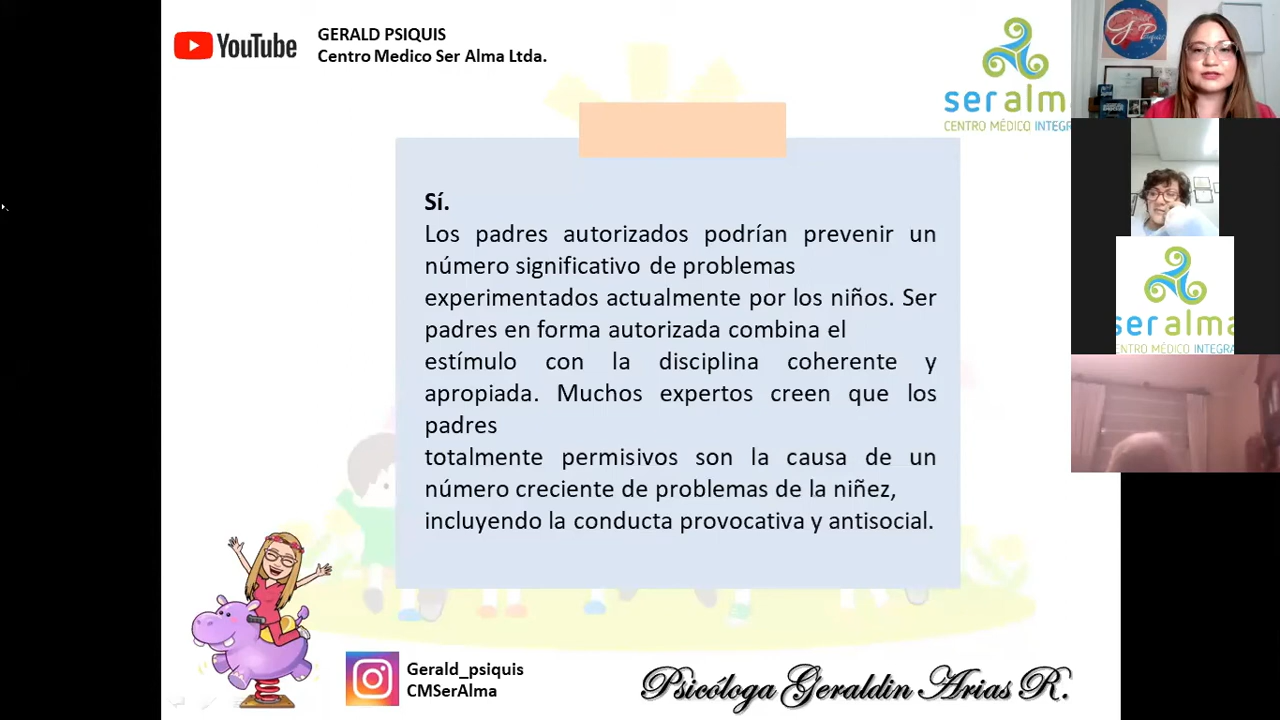 YouTube
GERALD PSIQUIS
Centro Medico Ser Alma Ltda.
ser alma
CENTRO MÉDICO INTEGR
Sí.
Los padres autorizados podrían prevenir un
número significativo de problemas
experimentados actualmente por los niños. Ser
padres en forma autorizada combina el
estímulo con la disciplina coherente y
apropiada. Muchos expertos creen que los
padres
totalmente permisivos son la causa de un
número creciente de problemas de la niñez,
incluyendo la conducta provocativa y antisocial.
Gerald_psiquis
CMSerAlma
Psicóloga Geraldin Arias R.
ser alma
ENTRO MÉDICO INTEGRA